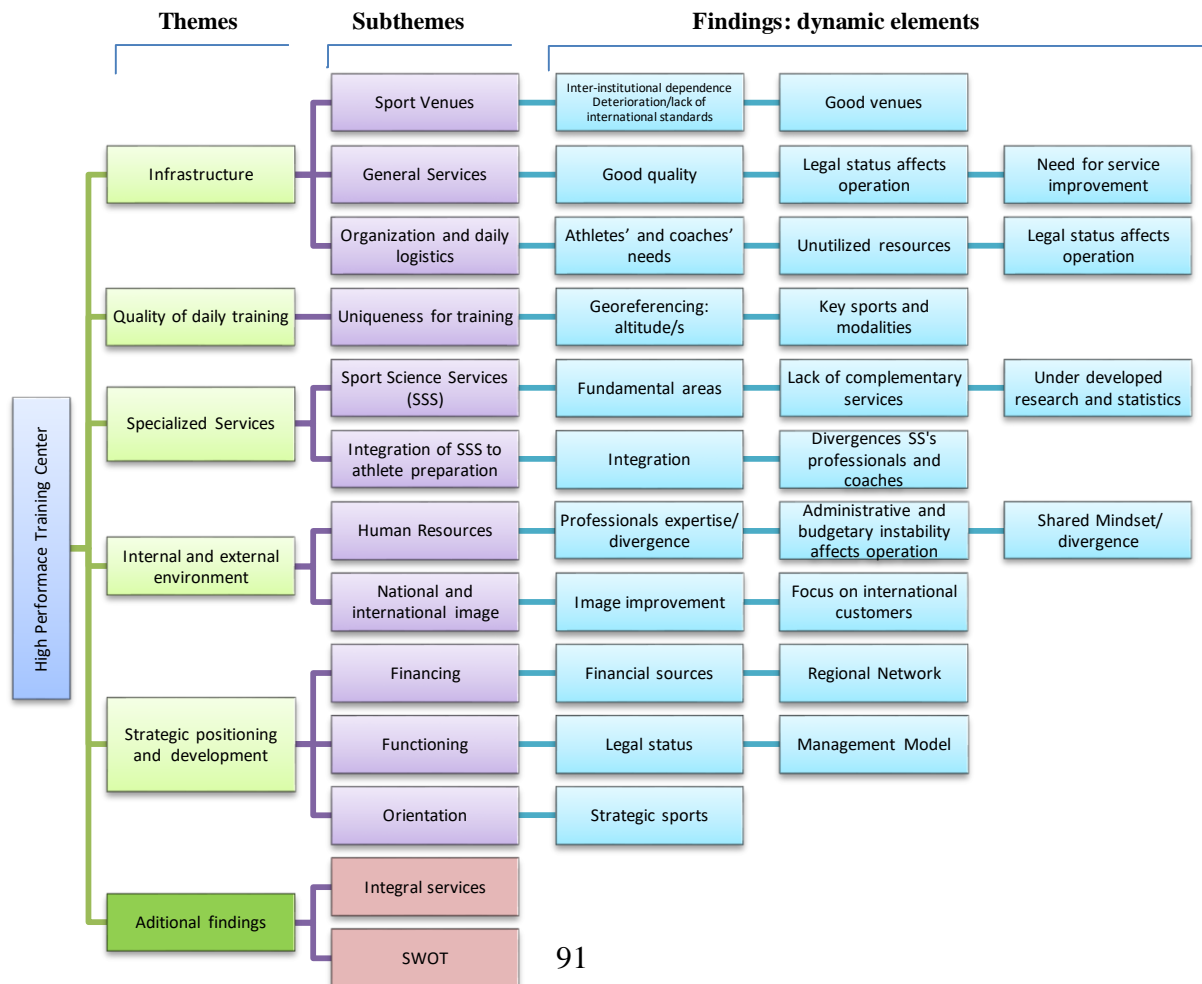 Themes
Subthemes
Findings: dynamic elements
High Performace Training Center
Infrastructure
Sport Venues
Inter-institutional dependence
Deterioration/lack of
international standards
Good venues
General Services
Good quality
Legal status affects
operation
Need for service
improvement
Organization and daily
logistics
Athletes’ and coaches’
needs
Unutilized resources
Legal status affects
operation
Quality of daily training
Uniqueness for training
Georeferencing:
altitude/s
Key sports and
modalities
Specialized Services
Sport Science Services
(SSS)
Fundamental areas
Lack of complementary
services
Under developed
research and statistics
Integration of SSS to
athlete preparation
Integration
Divergences SS's
professionals and
coaches
Internal and external
environment
Human Resources
Professionals expertise/
divergence
Administrative and
budgetary instability
affects operation
Shared Mindset/
divergence
National and
international image
Image improvement
Focus on international
customers
Strategic positioning
and development
Financing
Financial sources
Regional Network
Functioning
Legal status
Management Model
Orientation
Strategic sports
Aditional findings
Integral services
SWOT
91